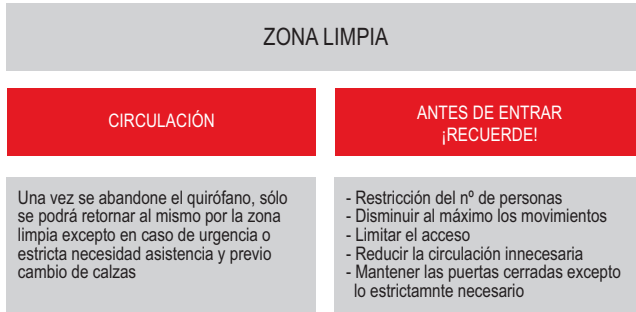 ZONA LIMPIA
CIRCULACIÓN
ANTES DE ENTRAR
¡RECUERDE!
Una vez se abandone el quirófano, sólo
se podrá retornar al mismo por la zona
limpia excepto en caso de urgencia o
estricta necesidad asistencia y previo
cambio de calzas
- Restricción del nº de personas
- Disminuir al máximo los movimientos
- Limitar el acceso
- Reducir la circulación innecesaria
- Mantener las puertas cerradas excepto
lo estrictamnte necesario